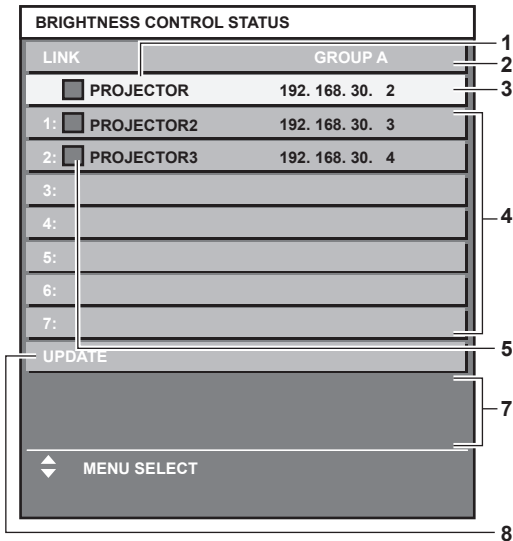 BRIGHTNESS CONTROL STATUS
LINK GROUP A
PROJECTOR 192. 168. 30. 2
1: PROJECTOR2 192. 168. 30. 3
2: PROJECTOR3 192. 168. 30. 4
3:
4:
5:
6:
7:
UPDATE
MENU SELECT
1
2
3
4
5
7
8